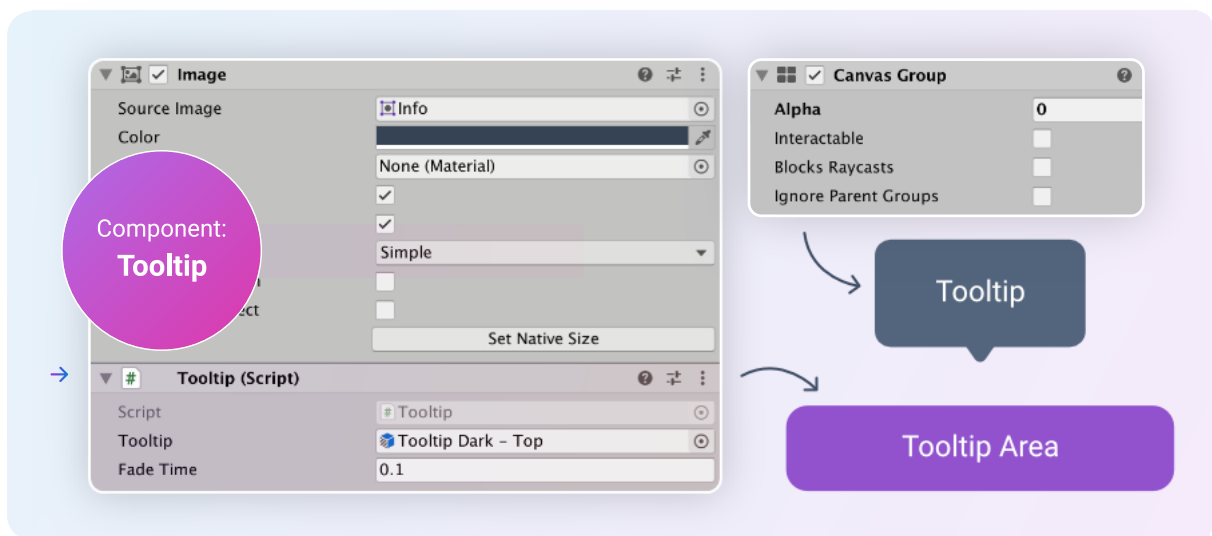 Image
Source Image
Info
Color
None (Material)
Simple
ect
Set Native Size
Component:
Tooltip
# Tooltip (Script)
Script
# Tooltip
Tooltip
Tooltip Dark - Top
Fade Time
0.1
Canvas Group
Alpha
0
Interactable
Blocks Raycasts
Ignore Parent Groups
Tooltip
Tooltip Area